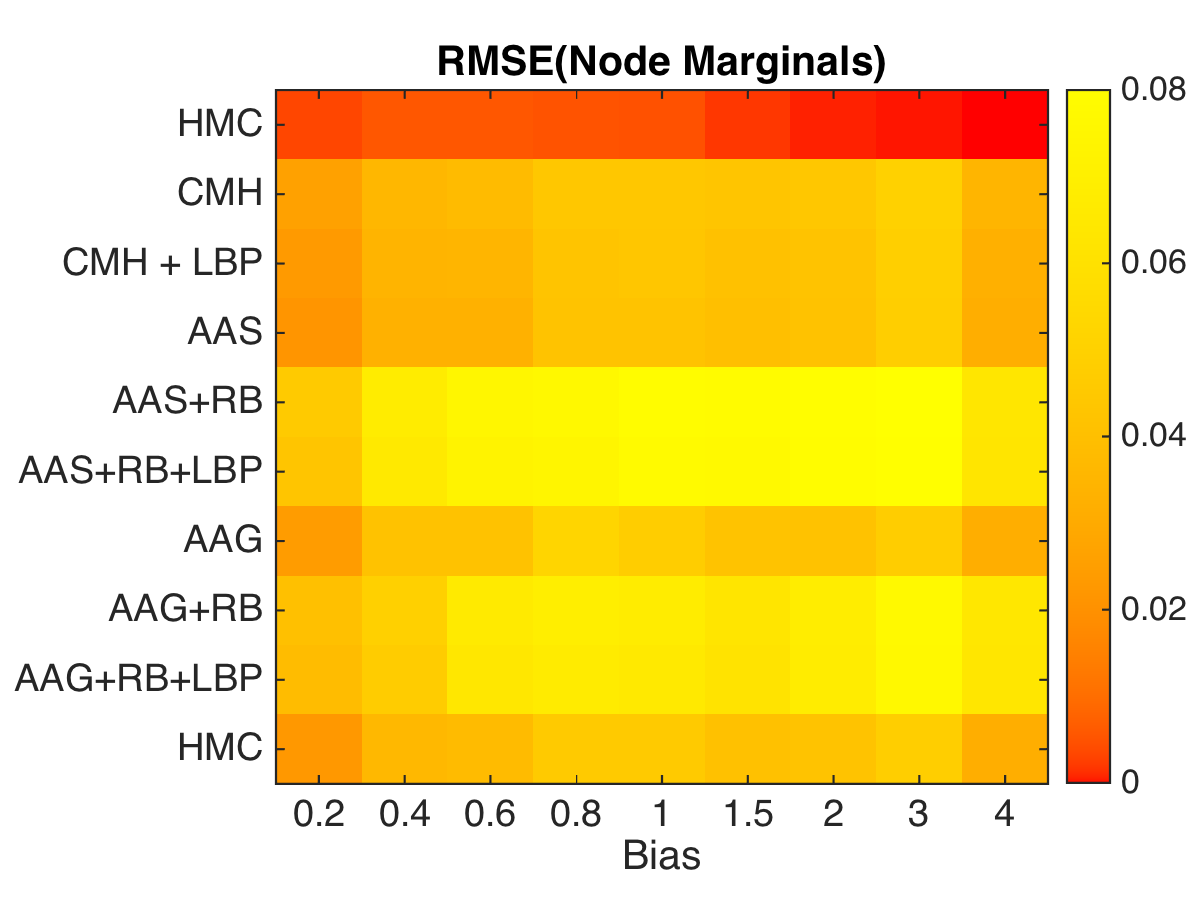 RMSE(Node Marginals)
HMC
CMH
CMH + LBP
AAS
AAS+RB
AAS+RB+LBP
AAG
AAG+RB
AAG+RB+LBP
HMC
0.2 0.4 0.6 0.8 1 1.5 2 3 4
Bias
0.08
0.06
0.04
0.02
0